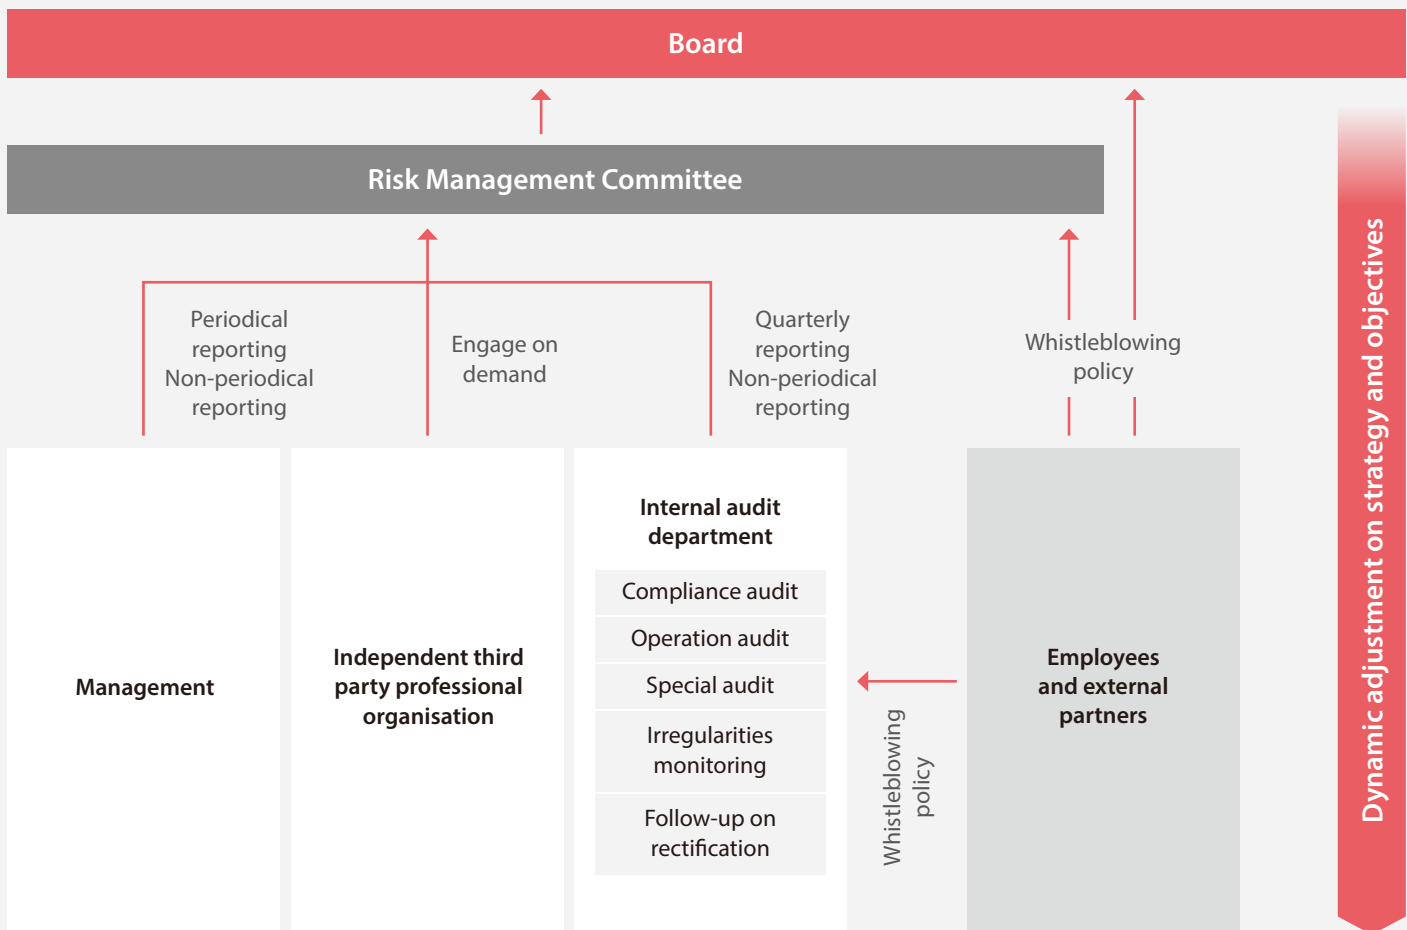 Board
Risk Management Committee
Periodical
reporting
Non-periodical
reporting
Engage on
demand
Quarterly
reporting
Non-periodical
reporting
Whistleblowing
policy
Dynamic adjustment on strategy and objectives
Management
Independent third
party professional
organisation
Internal audit
department
Compliance audit
Operation audit
Special audit
Irregularities
monitoring
Follow-up on
rectification
Whistleblowing
policy
Employees
and external
partners